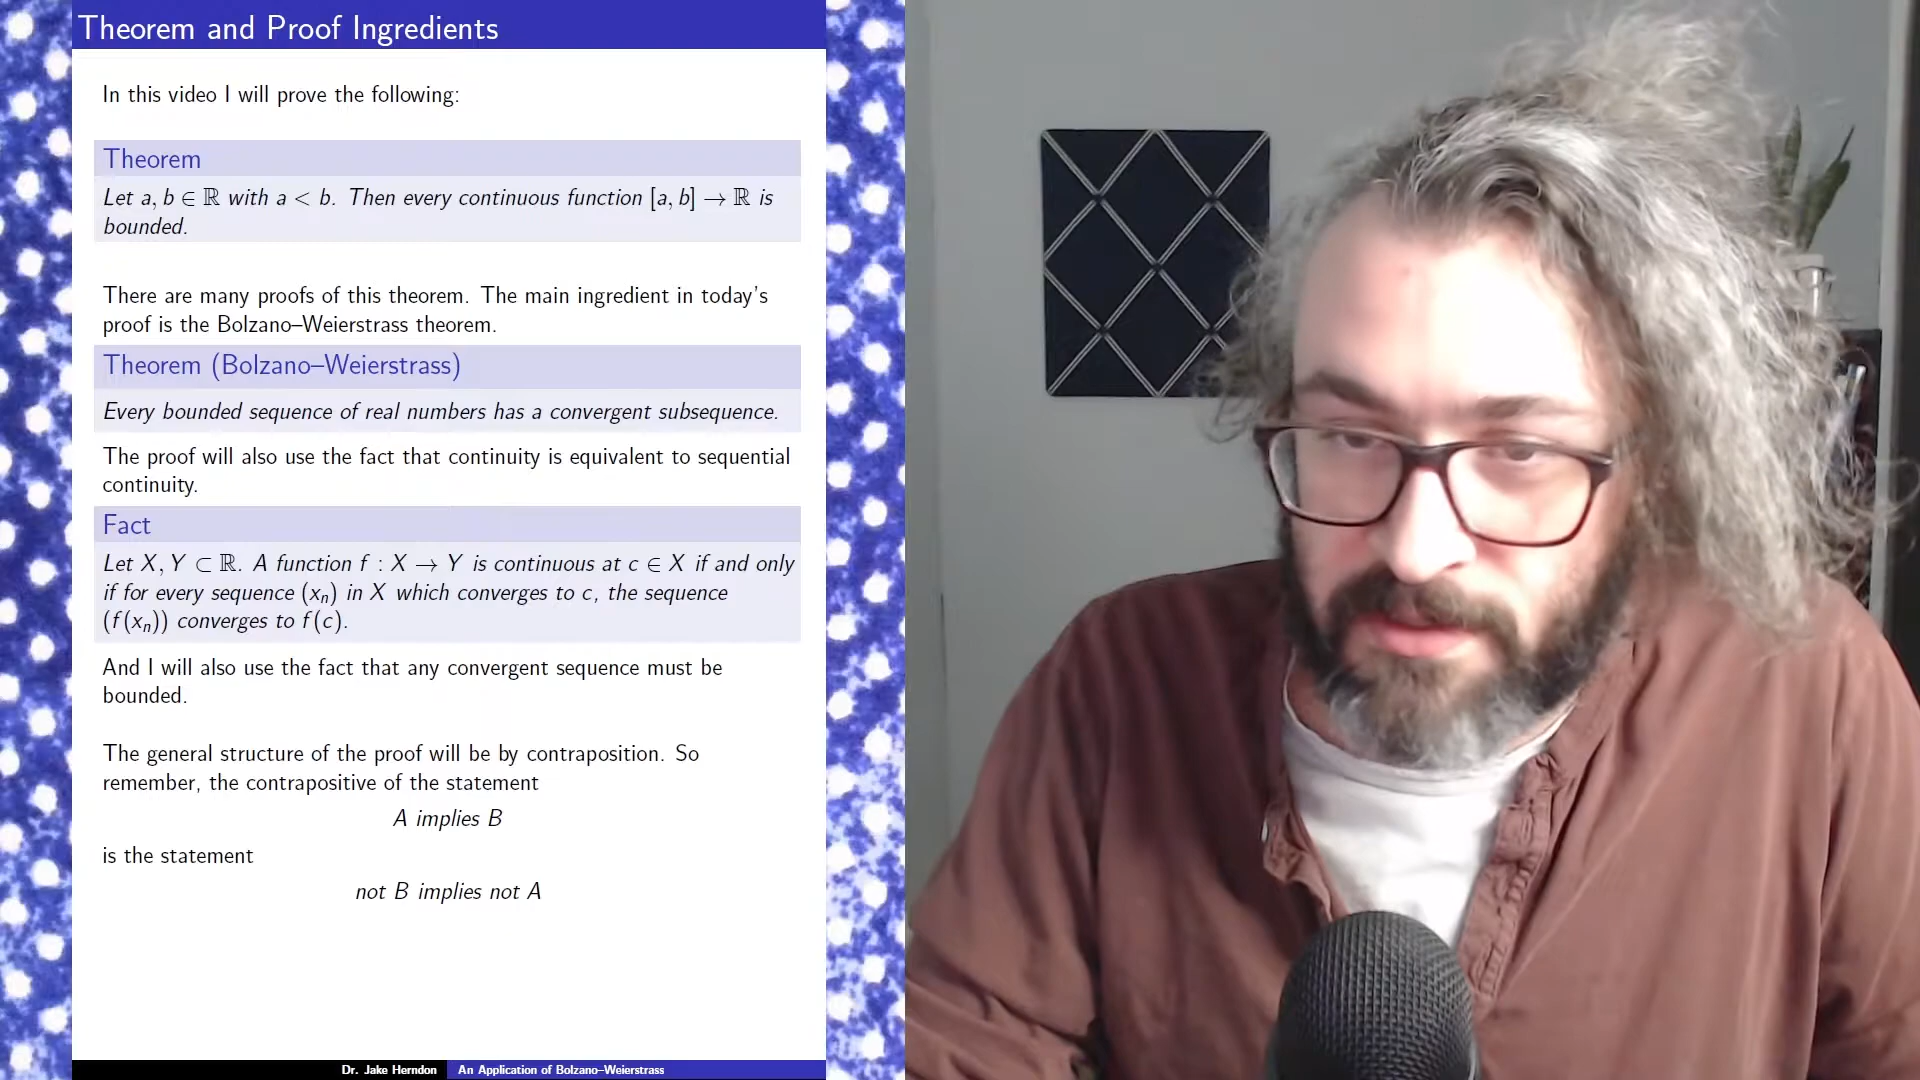 Theorem and Proof Ingredients
In this video I will prove the following:
Theorem
Let a, b ∈ ℝ with a < b. Then every continuous function [a, b] → ℝ is
bounded.
There are many proofs of this theorem. The main ingredient in today's
proof is the Bolzano–Weierstrass theorem.
Theorem (Bolzano–Weierstrass)
Every bounded sequence of real numbers has a convergent subsequence.
The proof will also use the fact that continuity is equivalent to sequential
continuity.
Fact
Let X, Y ⊂ ℝ. A function f : X → Y is continuous at c ∈ X if and only
if for every sequence (xₙ) in X which converges to c, the sequence
(f(xₙ)) converges to f(c).
And I will also use the fact that any convergent sequence must be
bounded.
The general structure of the proof will be by contraposition. So
remember, the contrapositive of the statement
A implies B
is the statement
not B implies not A
Dr. Jake Herndon An Application of Bolzano–Weierstrass